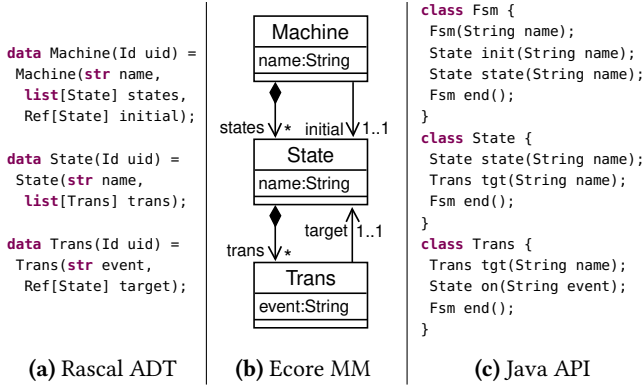 data Machine(Id uid) =
Machine(str name,
list[State] states,
Ref[State] initial);
data State(Id uid) =
State(str name,
list[Trans] trans);
data Trans(Id uid) =
Trans(str event,
Ref[State] target);
(a) Rascal ADT
Machine
name:String
states * initial 1..1
State
name:String
target 1..1
trans *
Trans
event:String
(b) Ecore MM
class Fsm {
Fsm(String name);
State init(String name);
State state(String name);
Fsm end();
}
class State {
State state(String name);
Trans tgt(String name);
Fsm end();
}
class Trans {
Trans tgt(String name);
State on(String event);
Fsm end();
}
(c) Java API